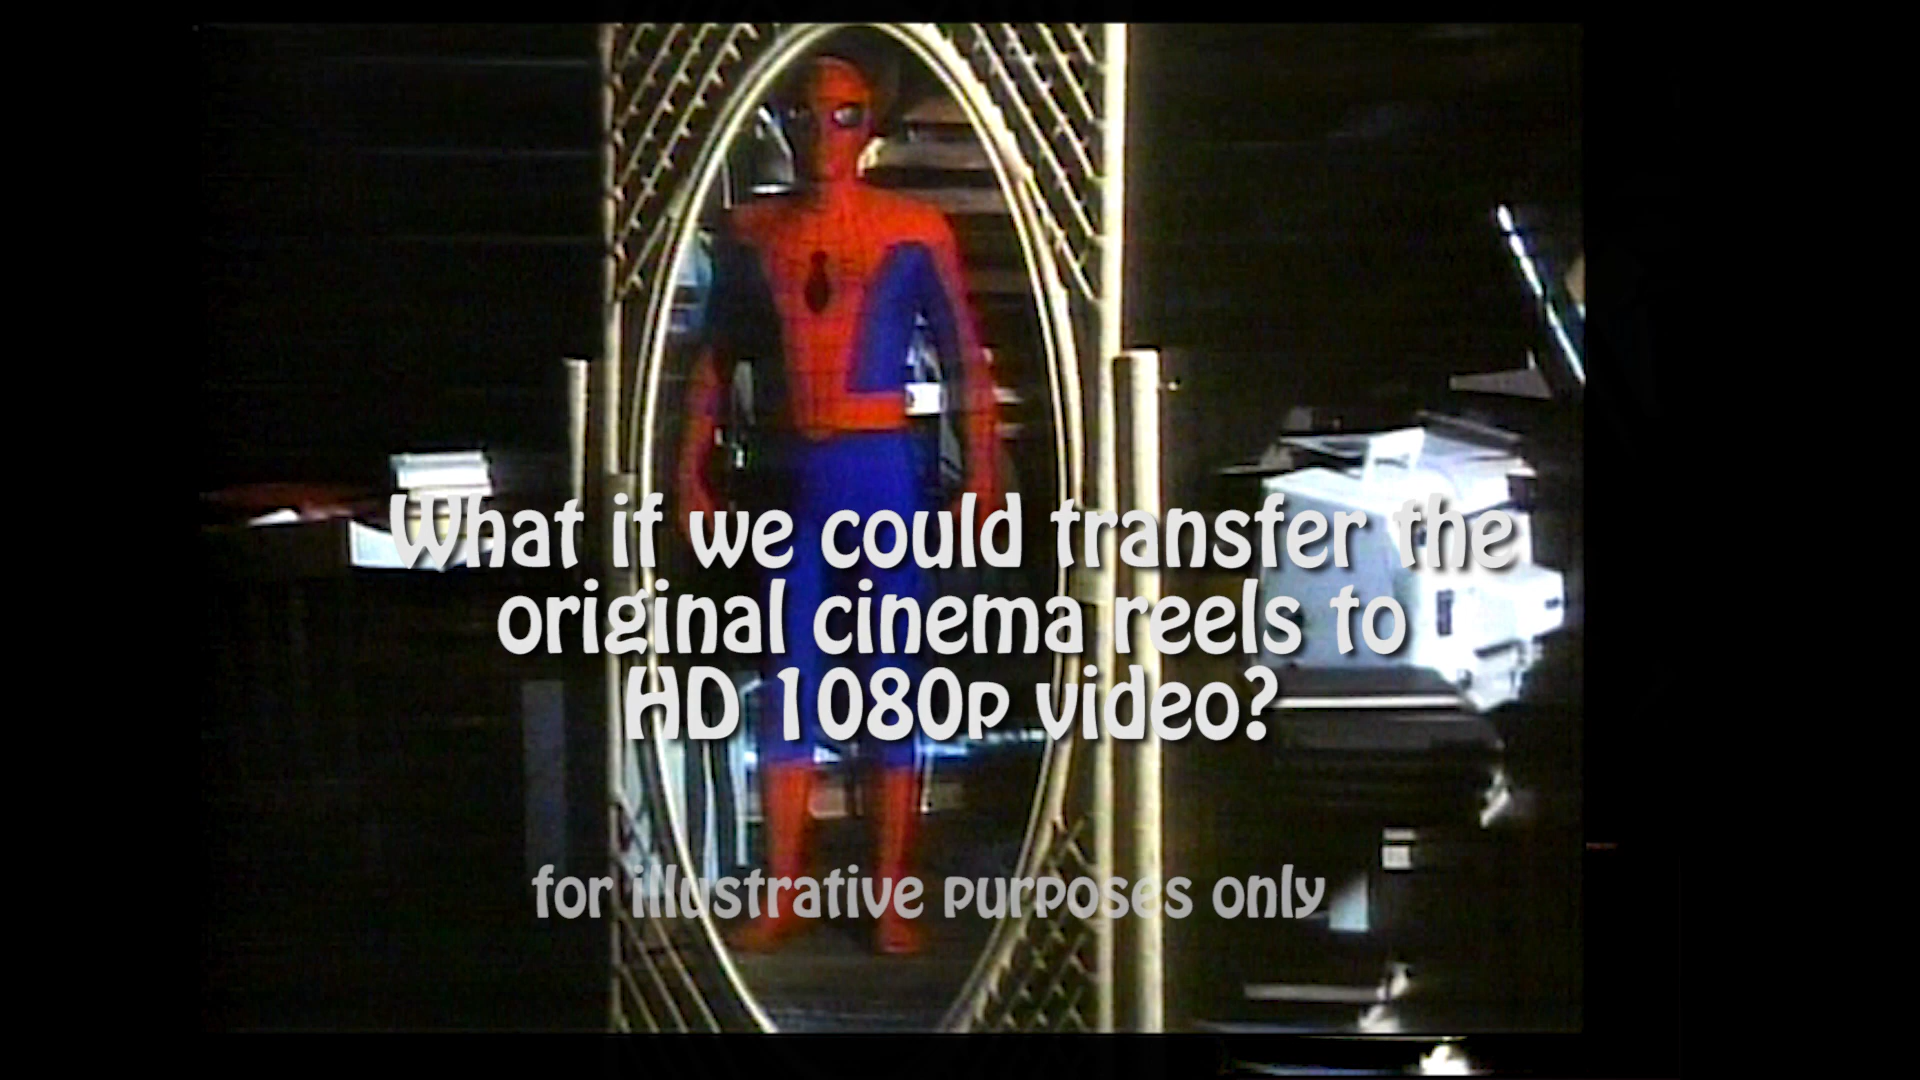 What if we could transfer the
original cinema reels to
HD 1080p video?
for illustrative purposes only